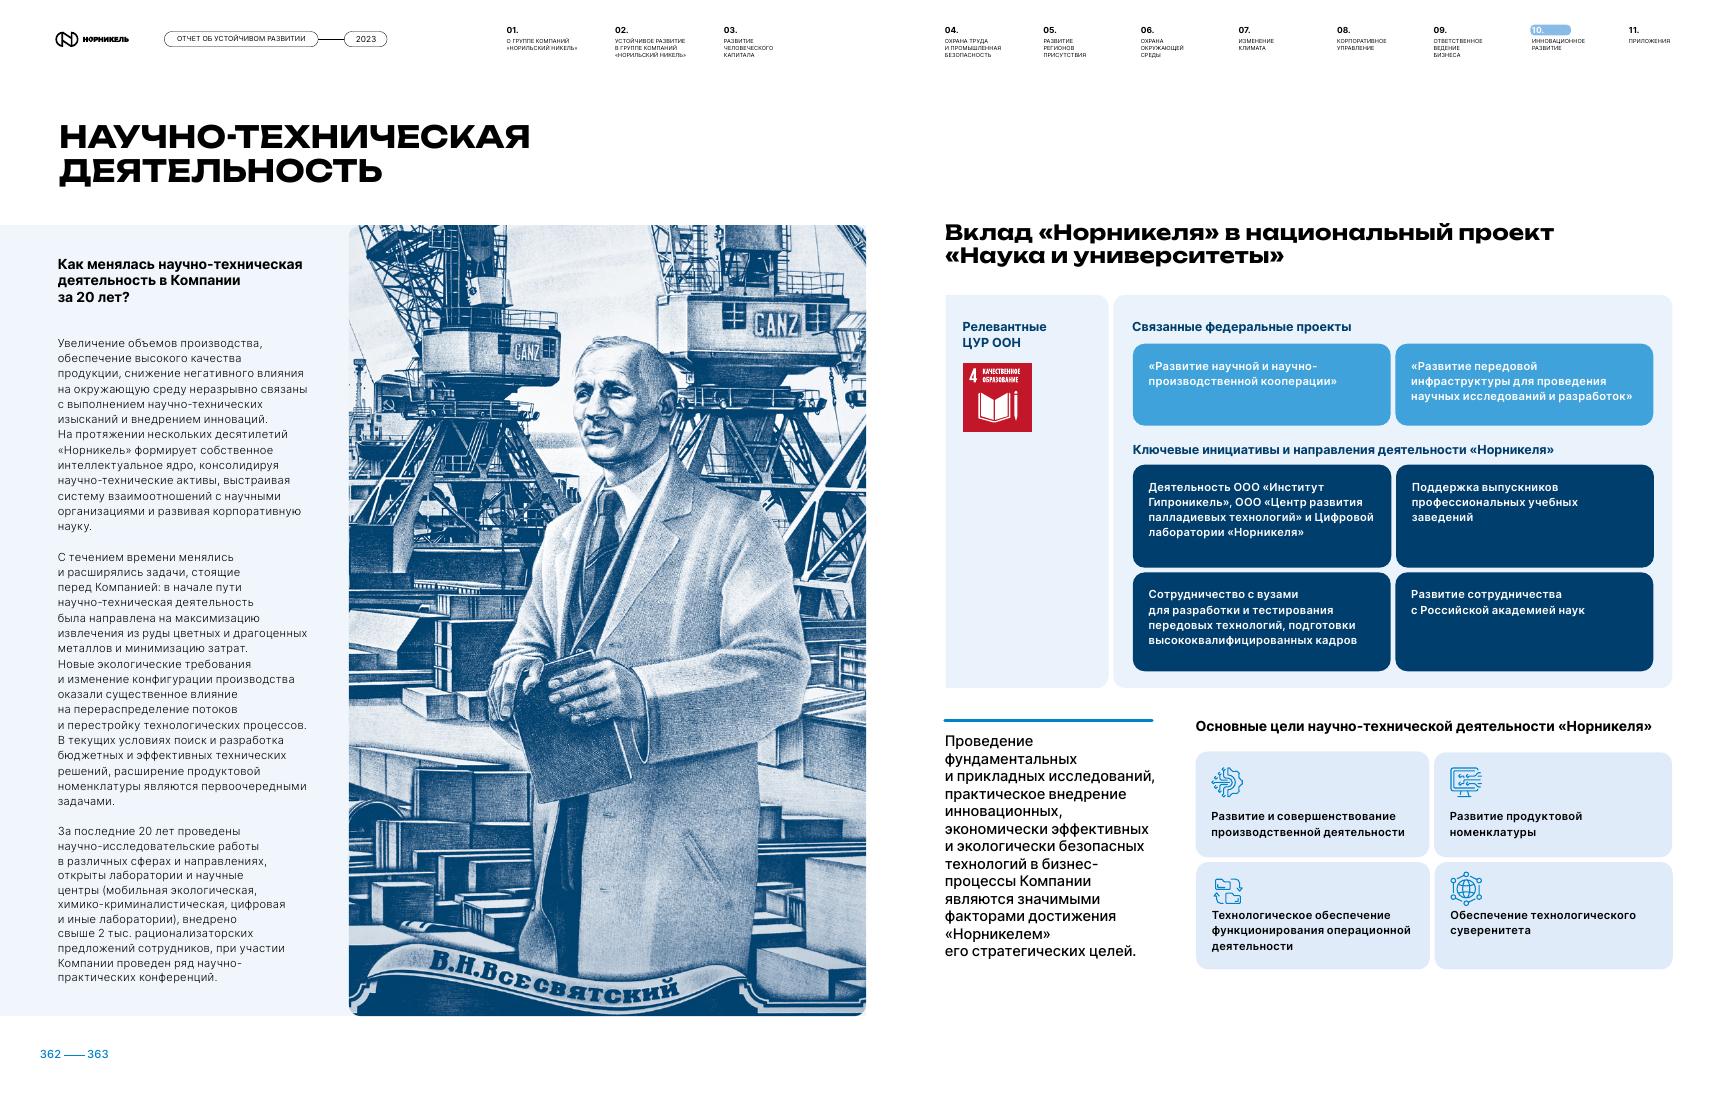 НОРНИКЕЛЬ
ОТЧЕТ ОБ УСТОЙЧИВОМ РАЗВИТИИ
2023
01.
О ГРУППЕ КОМПАНИЙ
«НОРИЛЬСКИЙ НИКЕЛЬ»
02.
УСТОЙЧИВОЕ РАЗВИТИЕ
В ГРУППЕ КОМПАНИЙ
«НОРИЛЬСКИЙ НИКЕЛЬ»
03.
РАЗВИТИЕ
ЧЕЛОВЕЧЕСКОГО
КАПИТАЛА
04.
ОХРАНА ТРУДА
И ПРОМЫШЛЕННАЯ
БЕЗОПАСНОСТЬ
05.
РАЗВИТИЕ
РЕГИОНОВ
ПРИСУТСТВИЯ
06.
ОХРАНА
ОКРУЖАЮЩЕЙ
СРЕДЫ
07.
ИЗМЕНЕНИЕ
КЛИМАТА
08.
КОРПОРАТИВНОЕ
УПРАВЛЕНИЕ
09.
ОТВЕТСТВЕННОЕ
ВЕДЕНИЕ
БИЗНЕСА
10.
ИННОВАЦИОННОЕ
РАЗВИТИЕ
11.
ПРИЛОЖЕНИЯ
НАУЧНО-ТЕХНИЧЕСКАЯ
ДЕЯТЕЛЬНОСТЬ
Как менялась научно-техническая
деятельность в Компании
за 20 лет?
Увеличение объемов производства,
обеспечение высокого качества
продукции, снижение негативного влияния
на окружающую среду неразрывно связаны
с выполнением научно-технических
изысканий и внедрением инноваций.
На протяжении нескольких десятилетий
«Норникель» формирует собственное
интеллектуальное ядро, консолидируя
научно-технические активы, выстраивая
систему взаимоотношений с научными
организациями и развивая корпоративную
науку.
С течением времени менялись
и расширялись задачи, стоящие
перед Компанией: в начале пути
научно-техническая деятельность
была направлена на максимизацию
извлечения из руды цветных и драгоценных
металлов и минимизацию затрат.
Новые экологические требования
и изменение конфигурации производства
оказали существенное влияние
на перераспределение потоков
и перестройку технологических процессов.
В текущих условиях поиск и разработка
бюджетных и эффективных технических
решений, расширение продуктовой
номенклатуры являются первоочередными
задачами.
За последние 20 лет проведены
научно-исследовательские работы
в различных сферах и направлениях,
открыты лаборатории и научные
центры (мобильная экологическая,
химико-криминалистическая, цифровая
и иные лаборатории), внедрено
свыше 2 тыс. рационализаторских
предложений сотрудников, при участии
Компании проведен ряд научно-
практических конференций.
GANZ
GANZ
В.Н.Всесвятский
Вклад «Норникеля» в национальный проект
«Наука и университеты»
Релевантные
ЦУР ООН
4 КАЧЕСТВЕННОЕ
ОБРАЗОВАНИЕ
Связанные федеральные проекты
«Развитие научной и научно-
производственной кооперации»
«Развитие передовой
инфраструктуры для проведения
научных исследований и разработок»
Ключевые инициативы и направления деятельности «Норникеля»
Деятельность ООО «Институт
Гипроникель», ООО «Центр развития
палладиевых технологий» и Цифровой
лаборатории «Норникеля»
Поддержка выпускников
профессиональных учебных
заведений
Сотрудничество с вузами
для разработки и тестирования
передовых технологий, подготовки
высококвалифицированных кадров
Развитие сотрудничества
с Российской академией наук
Проведение
фундаментальных
и прикладных исследований,
практическое внедрение
инновационных,
экономически эффективных
и экологически безопасных
технологий в бизнес-
процессы Компании
являются значимыми
факторами достижения
«Норникелем»
его стратегических целей.
Основные цели научно-технической деятельности «Норникеля»
Развитие и совершенствование
производственной деятельности
Развитие продуктовой
номенклатуры
Технологическое обеспечение
функционирования операционной
деятельности
Обеспечение технологического
суверенитета
362
363